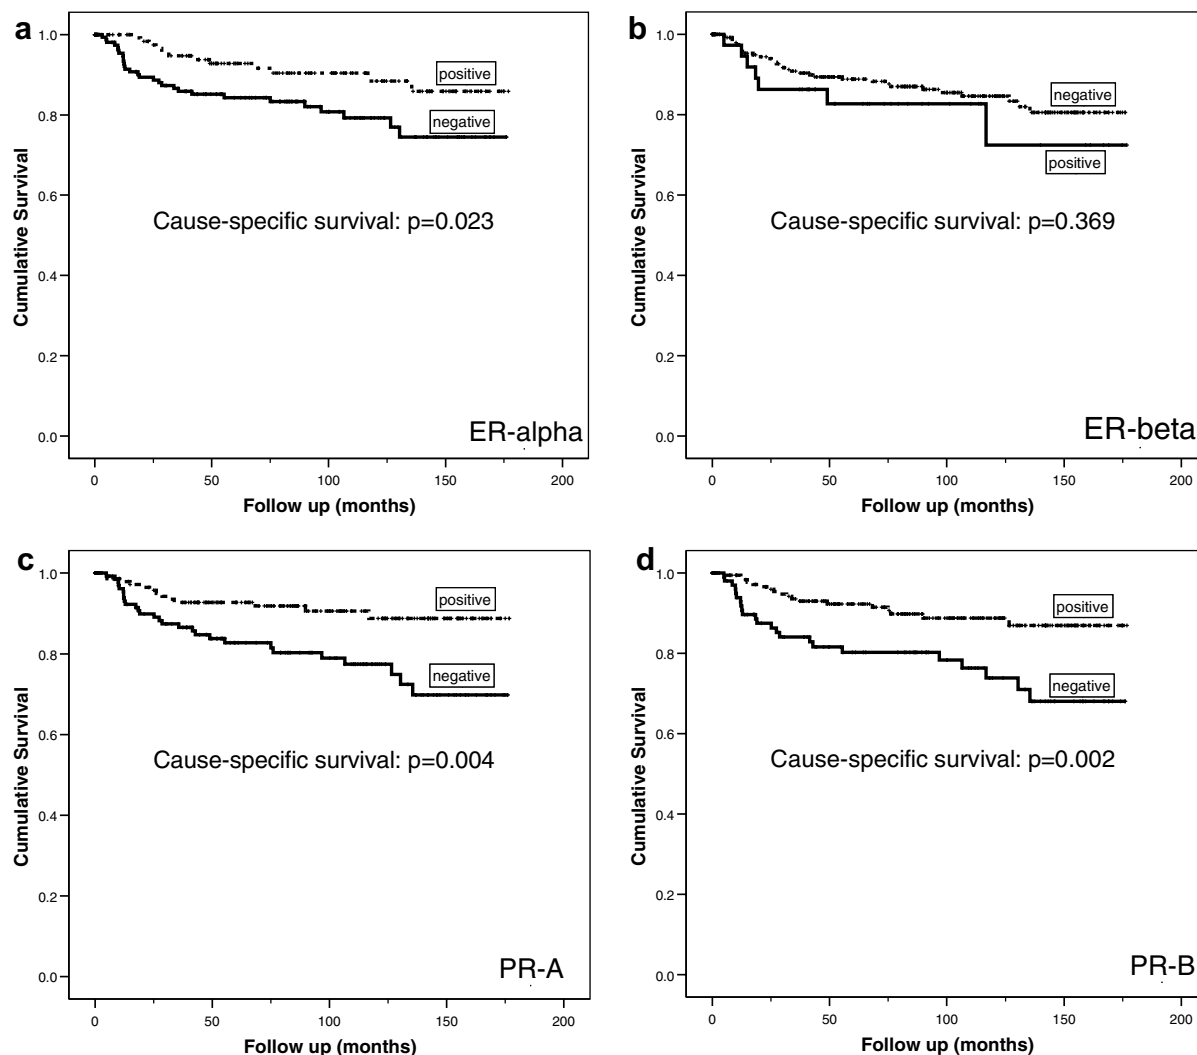 a
1.0
0.8
0.6
0.4
0.2
0.0
Cumulative Survival
positive
negative
Cause-specific survival: p=0.023
ER-alpha
0 50 100 150 200
Follow up (months)
b
1.0
0.8
0.6
0.4
0.2
0.0
Cumulative Survival
negative
positive
Cause-specific survival: p=0.369
ER-beta
0 50 100 150 200
Follow up (months)
c
1.0
0.8
0.6
0.4
0.2
0.0
Cumulative Survival
positive
negative
Cause-specific survival: p=0.004
PR-A
0 50 100 150 200
Follow up (months)
d
1.0
0.8
0.6
0.4
0.2
0.0
Cumulative Survival
positive
negative
Cause-specific survival: p=0.002
PR-B
0 50 100 150 200
Follow up (months)